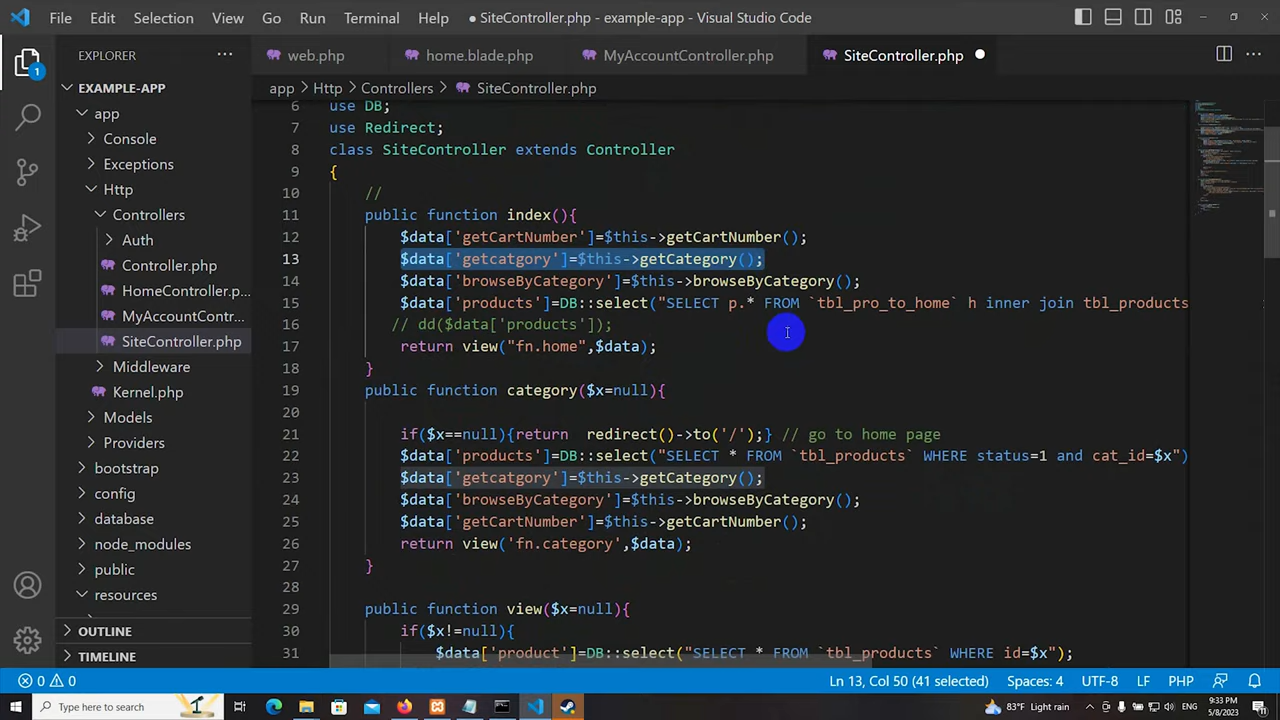 File Edit Selection View Go Run Terminal Help ● SiteController.php - example-app - Visual Studio Code
EXPLORER ···
web.php home.blade.php MyAccountController.php SiteController.php ●
app > Http > Controllers > SiteController.php
1
EXAMPLE-APP
app
Console
Exceptions
Http
Controllers
Auth
Controller.php
HomeController.p...
MyAccountContr...
SiteController.php
Middleware
Kernel.php
Models
Providers
bootstrap
config
database
node_modules
public
resources
OUTLINE
TIMELINE
6 use DB;
7 use Redirect;
8 class SiteController extends Controller
9 {
10 //
11 public function index(){
12 $data['getCartNumber']=$this->getCartNumber();
13 $data['getcatgory']=$this->getCategory();
14 $data['browseByCategory']=$this->browseByCategory();
15 $data['products']=DB::select("SELECT p.* FROM `tbl_pro_to_home` h inner join tbl_products
16 // dd($data['products']);
17 return view("fn.home",$data);
18 }
19 public function category($x=null){
20
21 if($x==null){return redirect()->to('/');} // go to home page
22 $data['products']=DB::select("SELECT * FROM `tbl_products` WHERE status=1 and cat_id=$x")
23 $data['getcatgory']=$this->getCategory();
24 $data['browseByCategory']=$this->browseByCategory();
25 $data['getCartNumber']=$this->getCartNumber();
26 return view('fn.category',$data);
27 }
28
29 public function view($x=null){
30 if($x!=null){
31 $data['product']=DB::select("SELECT * FROM `tbl_products` WHERE id=$x");
0 0 Ln 13, Col 50 (41 selected) Spaces: 4 UTF-8 LF PHP
Type here to search 83°F Light rain 9:33 PM
5/8/2023